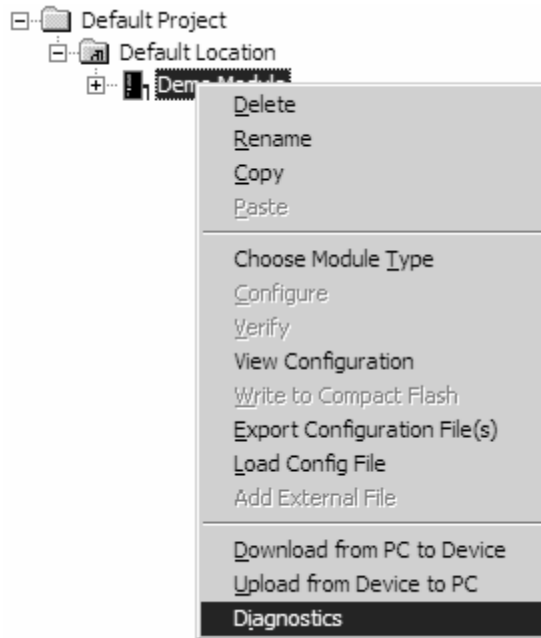 Default Project
Default Location
Demo Module
Delete
Rename
Copy
Paste
Choose Module Type
Configure
Verify
View Configuration
Write to Compact Flash
Export Configuration File(s)
Load Config File
Add External File
Download from PC to Device
Upload from Device to PC
Diagnostics